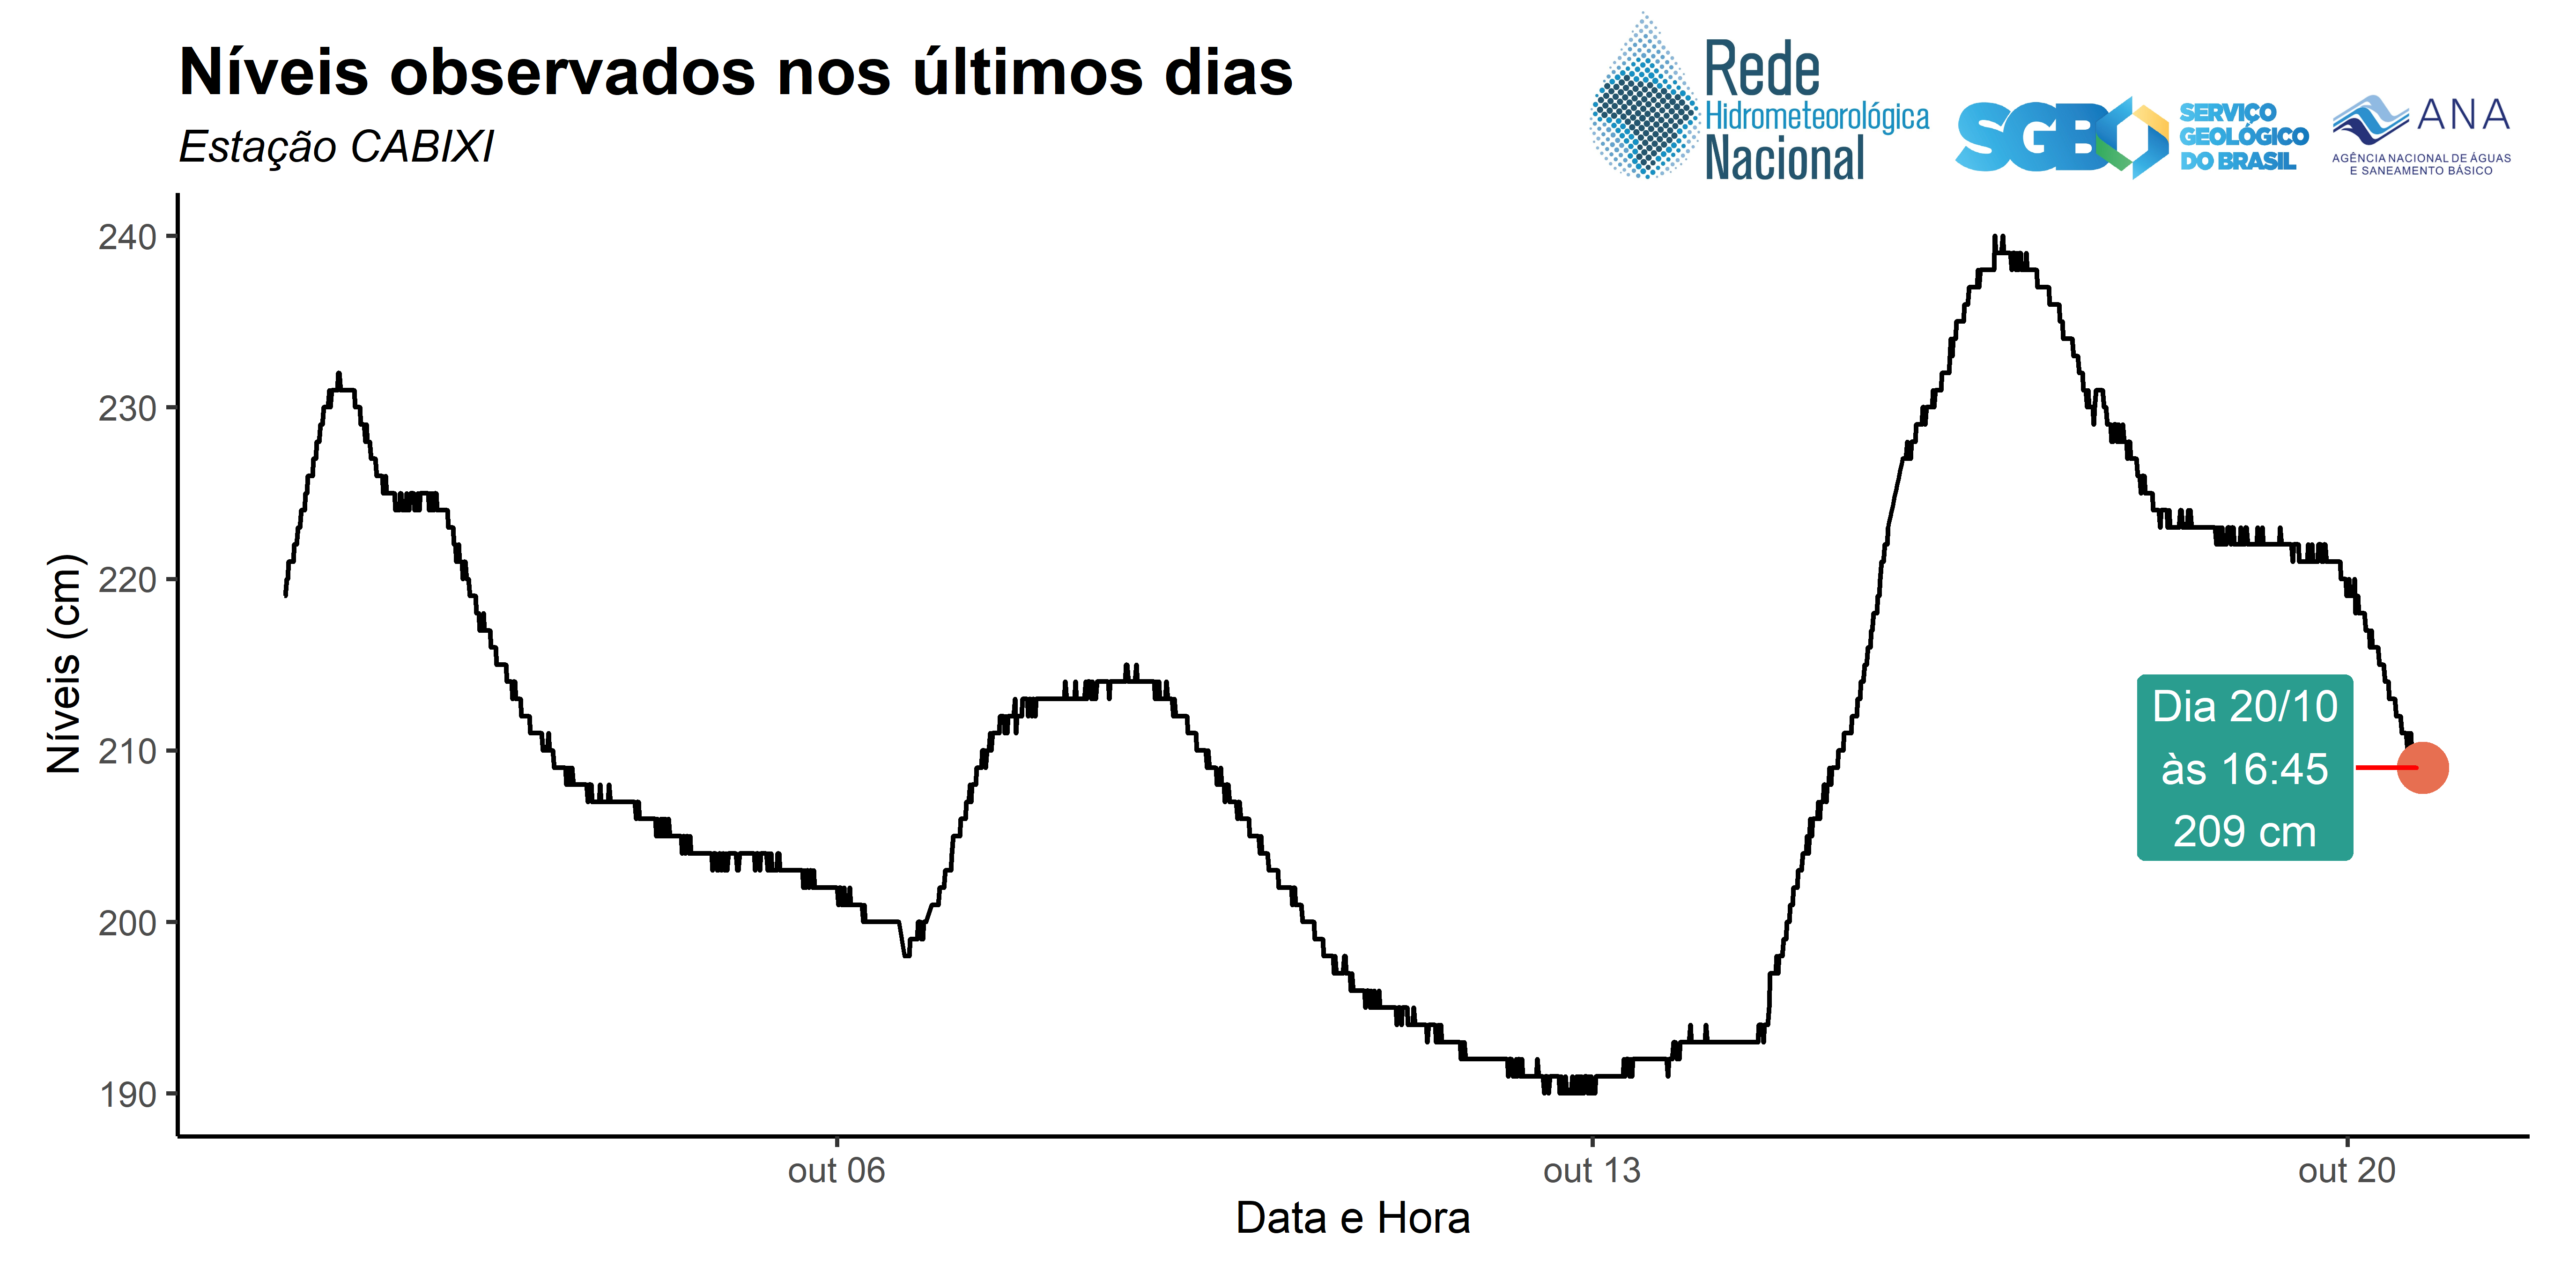 Níveis observados nos últimos dias
Estação CABIXI
Rede
Hidrometeorológica
Nacional
SGB
SERVIÇO
GEOLÓGICO
DO BRASIL
ANA
AGÊNCIA NACIONAL DE ÁGUAS
E SANEAMENTO BÁSICO
Níveis (cm)
240
230
220
210
200
190
Dia 20/10
às 16:45
209 cm
out 06
out 13
out 20
Data e Hora